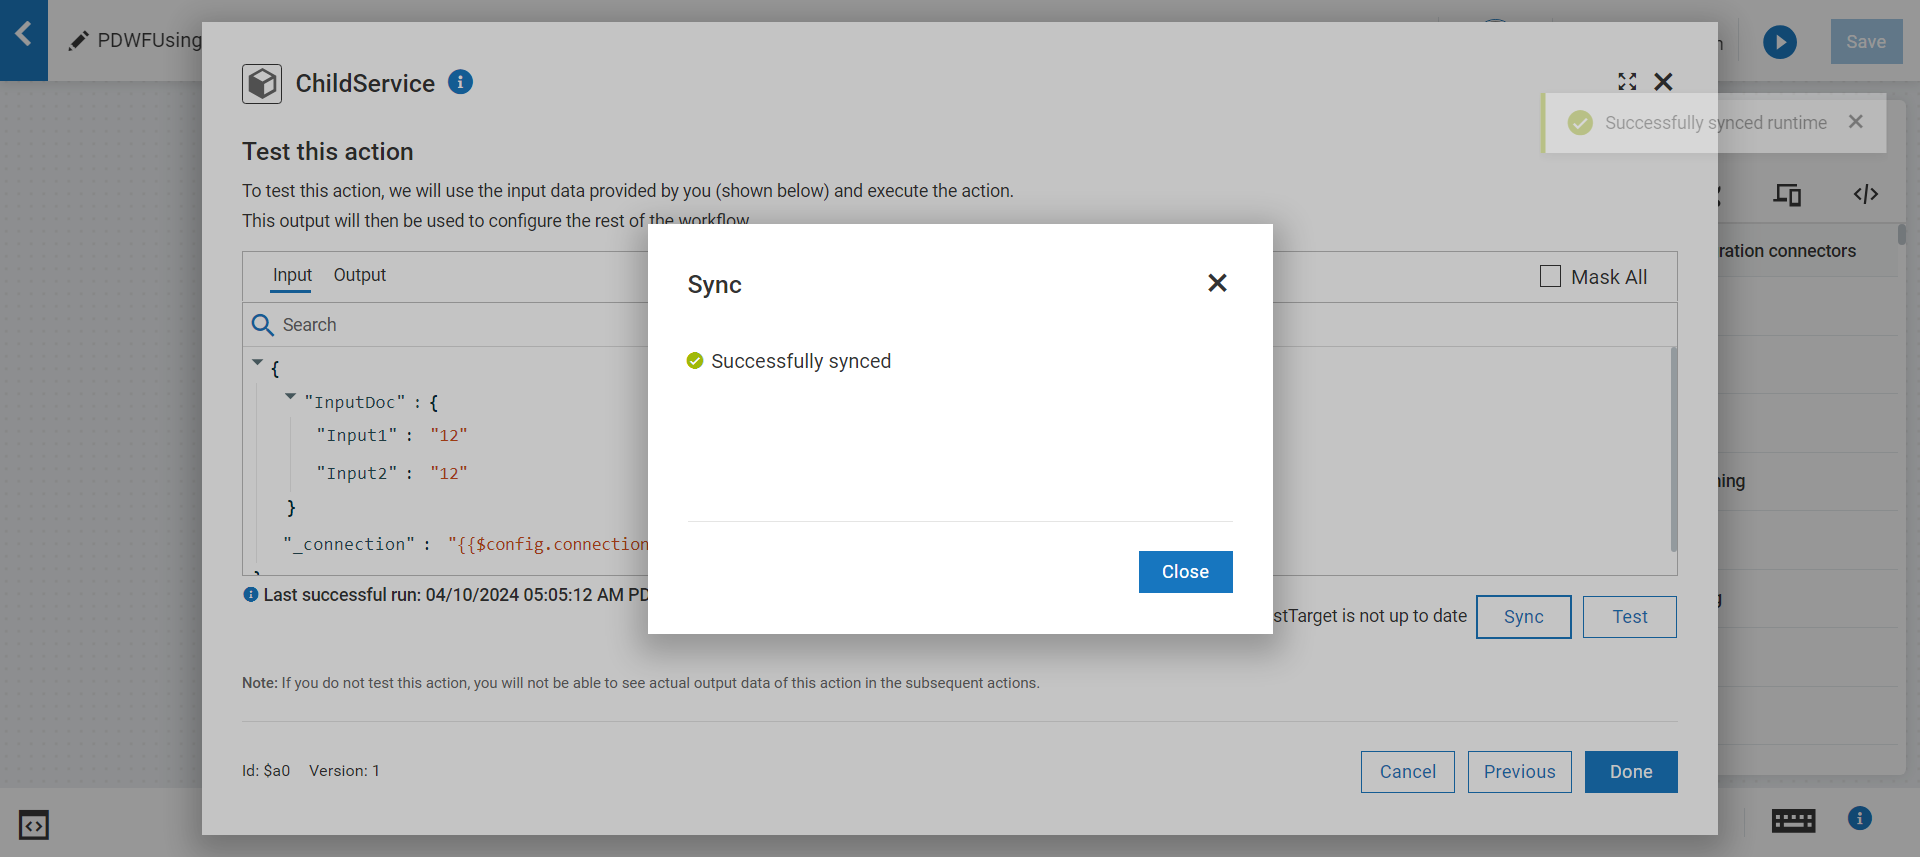 PDWFUsing
Save
ChildService
Successfully synced runtime
Test this action
To test this action, we will use the input data provided by you (shown below) and execute the action.
This output will then be used to configure the rest of the workflow
ration connectors
Input Output
Mask All
Search
{
"InputDoc" : {
"Input1" : "12"
"Input2" : "12"
}
"_connection" : "{{$config.connection
Sync
Successfully synced
Close
Last successful run: 04/10/2024 05:05:12 AM PD
stTarget is not up to date
Sync
Test
Note: If you do not test this action, you will not be able to see actual output data of this action in the subsequent actions.
Id: $a0 Version: 1
Cancel
Previous
Done